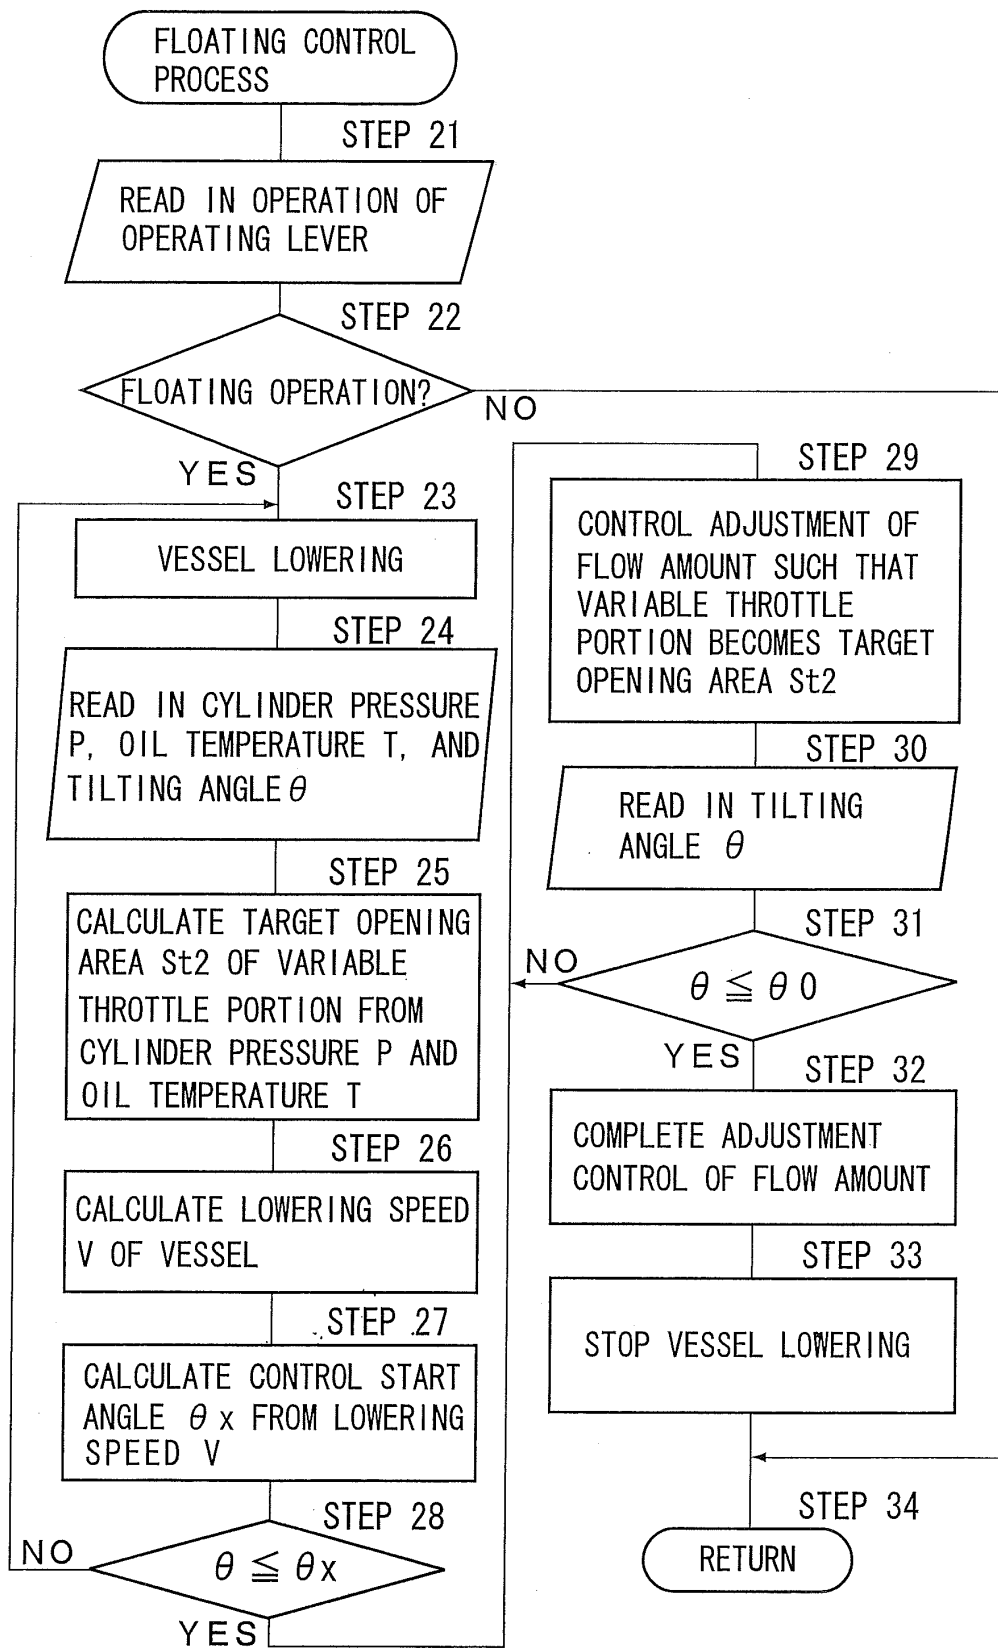 FLOATING CONTROL
PROCESS
STEP 21
READ IN OPERATION OF
OPERATING LEVER
STEP 22
FLOATING OPERATION?
NO
YES
STEP 23
VESSEL LOWERING
STEP 24
READ IN CYLINDER PRESSURE
P, OIL TEMPERATURE T, AND
TILTING ANGLE θ
STEP 25
CALCULATE TARGET OPENING
AREA St2 OF VARIABLE
THROTTLE PORTION FROM
CYLINDER PRESSURE P AND
OIL TEMPERATURE T
STEP 26
CALCULATE LOWERING SPEED
V OF VESSEL
STEP 27
CALCULATE CONTROL START
ANGLE θx FROM LOWERING
SPEED V
STEP 28
NO
θ ≦ θx
YES
STEP 29
CONTROL ADJUSTMENT OF
FLOW AMOUNT SUCH THAT
VARIABLE THROTTLE
PORTION BECOMES TARGET
OPENING AREA St2
STEP 30
READ IN TILTING
ANGLE θ
STEP 31
NO
θ ≦ θ0
YES
STEP 32
COMPLETE ADJUSTMENT
CONTROL OF FLOW AMOUNT
STEP 33
STOP VESSEL LOWERING
STEP 34
RETURN